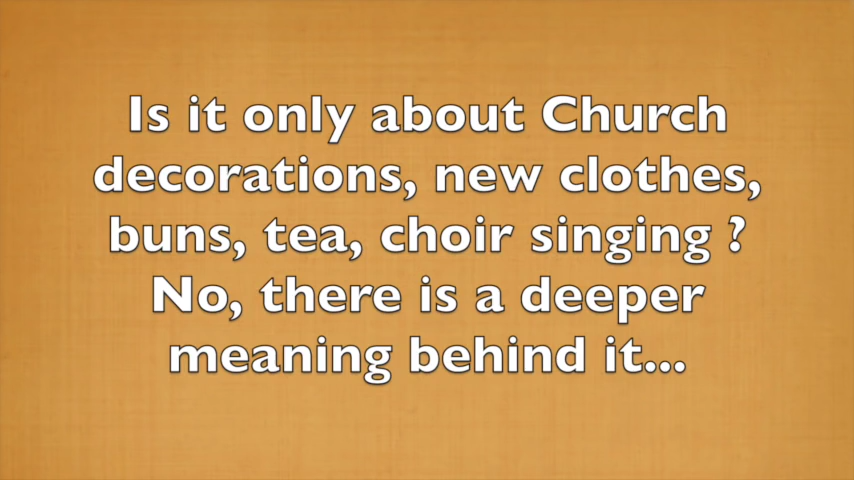 Is it only about Church
decorations, new clothes,
buns, tea, choir singing ?
No, there is a deeper
meaning behind it...